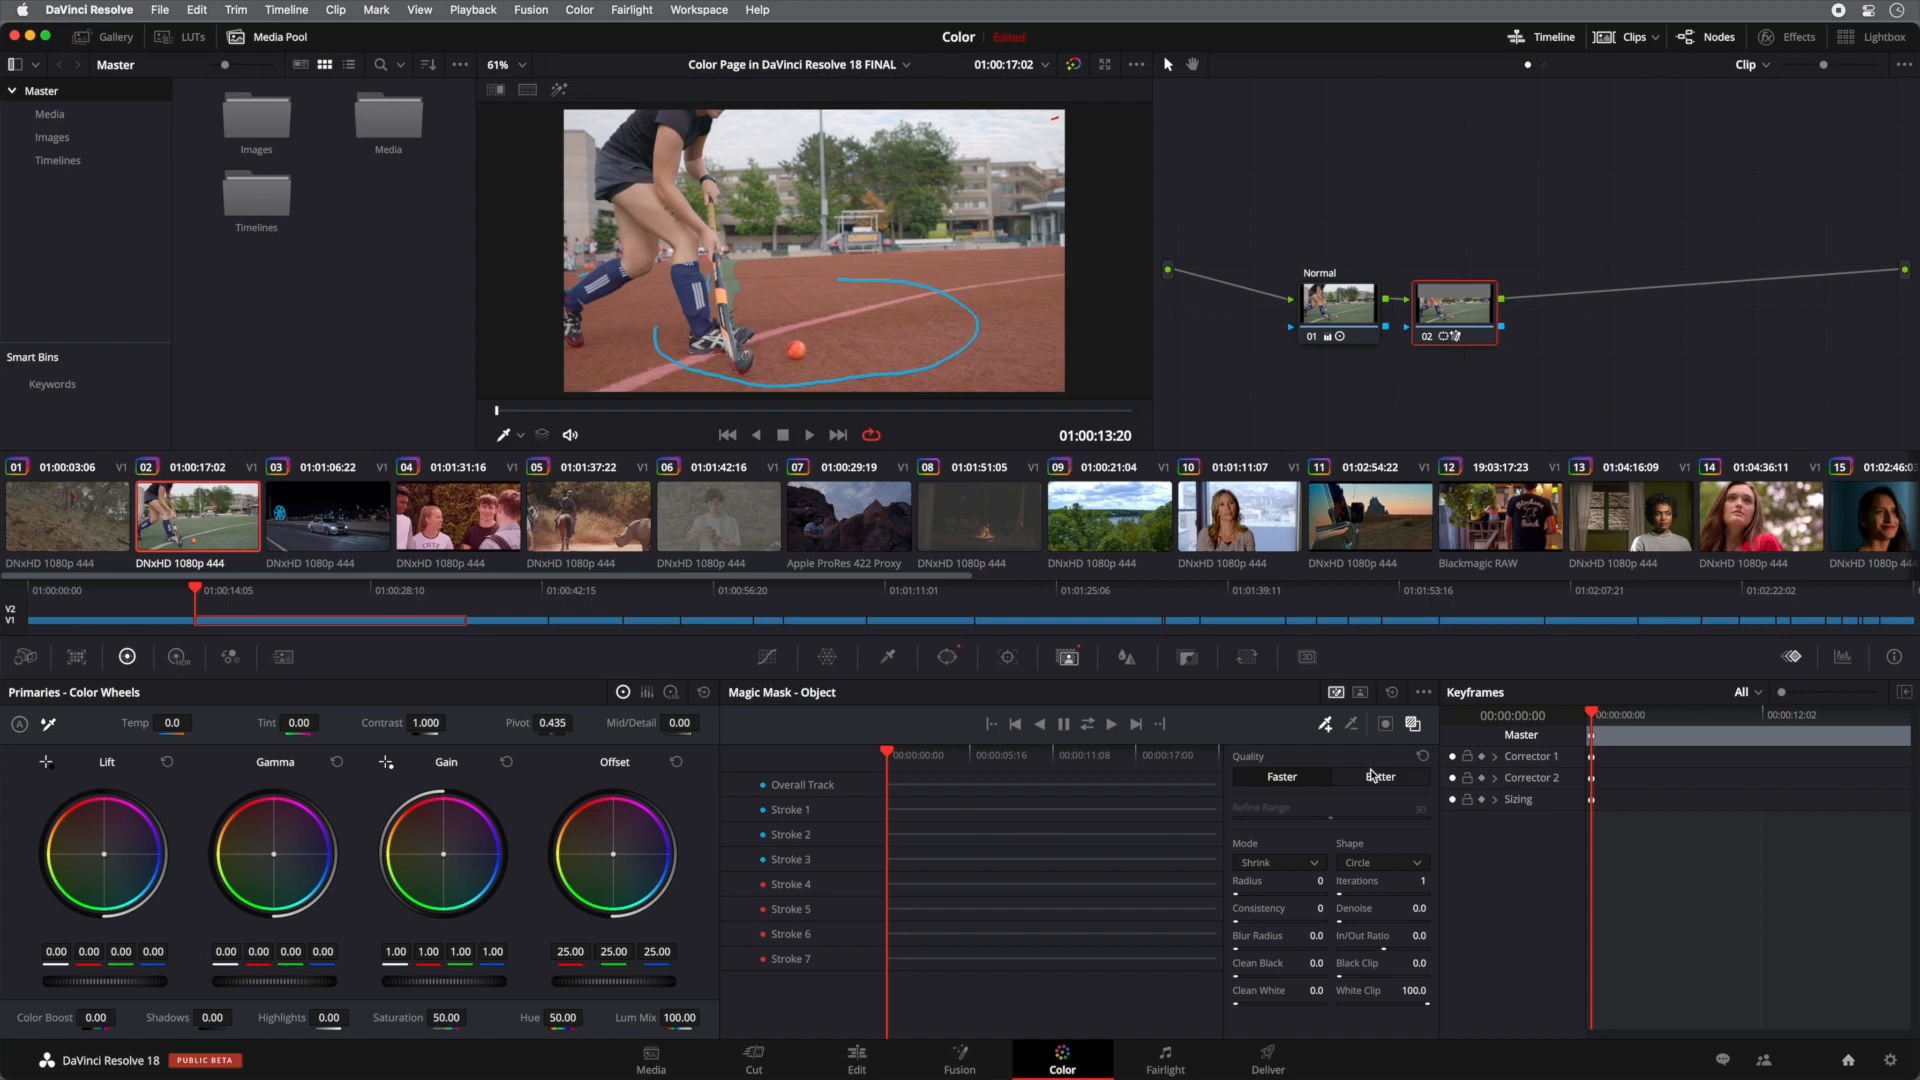 DaVinci Resolve File Edit Trim Timeline Clip Mark View Playback Fusion Color Fairlight Workspace Help
Gallery LUTs Media Pool Color Edited Timeline Clips Nodes Effects Lightbox
Master 61% Color Page in DaVinci Resolve 18 FINAL 01:00:17:02 Clip
Master
Media
Images
Timelines
Images Media
Timelines
Smart Bins
Keywords
Normal
01 02
01:00:13:20
01 01:00:03:06 V1 02 01:00:17:02 V1 03 01:01:06:22 V1 04 01:01:31:16 V1 05 01:01:37:22 V1 06 01:01:42:16 V1 07 01:00:29:19 V1 08 01:01:51:05 V1 09 01:00:21:04 V1 10 01:01:11:07 V1 11 01:02:54:22 V1 12 19:03:17:23 V1 13 01:04:16:09 V1 14 01:04:36:11 V1 15 01:02:46:0
DNxHD 1080p 444 DNxHD 1080p 444 DNxHD 1080p 444 DNxHD 1080p 444 DNxHD 1080p 444 DNxHD 1080p 444 Apple ProRes 422 Proxy DNxHD 1080p 444 DNxHD 1080p 444 DNxHD 1080p 444 DNxHD 1080p 444 Blackmagic RAW DNxHD 1080p 444 DNxHD 1080p 444 DNxHD 1080p 444
01:00:00:00 01:00:14:05 01:00:28:10 01:00:42:15 01:00:56:20 01:01:11:01 01:01:25:06 01:01:39:11 01:01:53:16 01:02:07:21 01:02:22:02
V2
V1
HDR 3D
Primaries - Color Wheels LOG Magic Mask - Object Keyframes All
A Temp 0.0 Tint 0.00 Contrast 1.000 Pivot 0.435 Mid/Detail 0.00
00:00:00:00 00:00:00:00 00:00:12:02
Master
Lift Gamma Gain Offset
00:00:00:00 00:00:05:16 00:00:11:08 00:00:17:00
Quality
Faster Better
Corrector 1
Corrector 2
Sizing
Overall Track
Stroke 1
Stroke 2
Stroke 3
Stroke 4
Stroke 5
Stroke 6
Stroke 7
Refine Range 30
Mode Shape
Shrink Circle
Radius 0 Iterations 1
Consistency 0 Denoise 0.0
Blur Radius 0.0 In/Out Ratio 0.0
Clean Black 0.0 Black Clip 0.0
Clean White 0.0 White Clip 100.0
0.00 0.00 0.00 0.00 0.00 0.00 0.00 0.00 1.00 1.00 1.00 1.00 25.00 25.00 25.00
Color Boost 0.00 Shadows 0.00 Highlights 0.00 Saturation 50.00 Hue 50.00 Lum Mix 100.00
DaVinci Resolve 18 PUBLIC BETA Media Cut Edit Fusion Color Fairlight Deliver